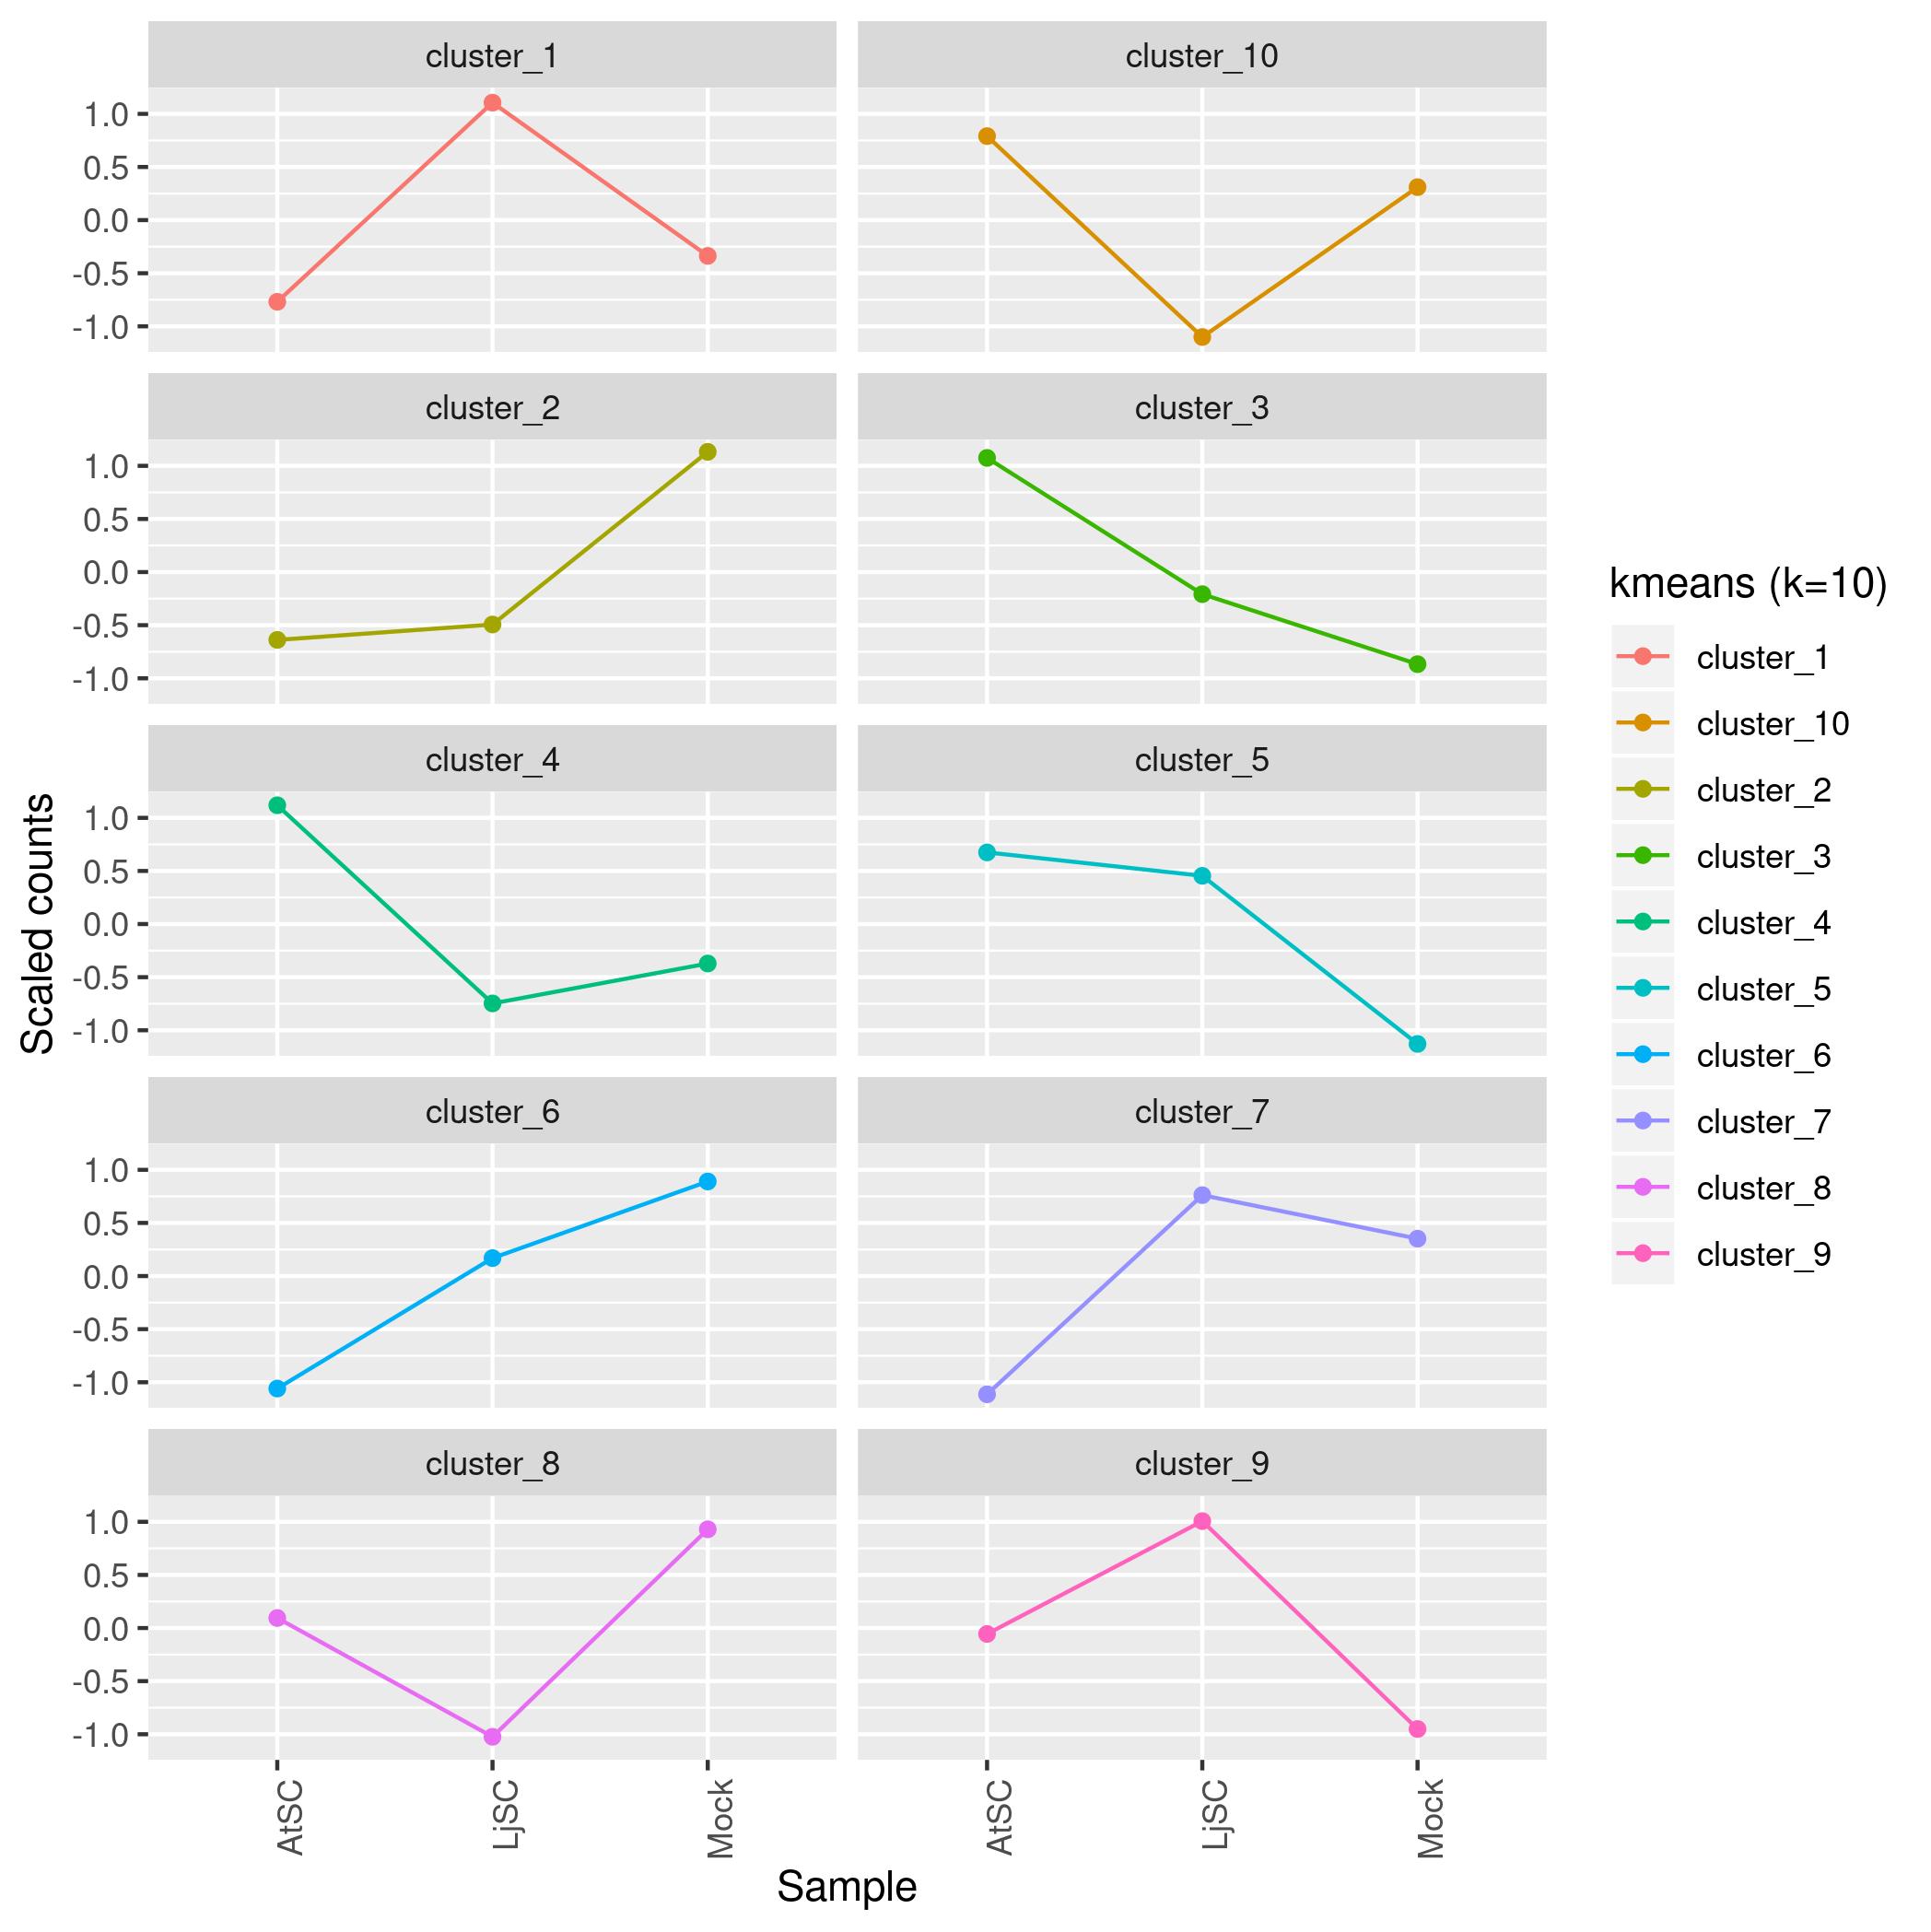 cluster_1
cluster_10
1.0
0.5
0.0
-0.5
-1.0
cluster_2
cluster_3
1.0
0.5
0.0
-0.5
-1.0
cluster_4
cluster_5
1.0
0.5
0.0
-0.5
-1.0
cluster_6
cluster_7
1.0
0.5
0.0
-0.5
-1.0
cluster_8
cluster_9
1.0
0.5
0.0
-0.5
-1.0
AtSC
LjSC
Mock
AtSC
LjSC
Mock
Sample
Scaled counts
kmeans (k=10)
cluster_1
cluster_10
cluster_2
cluster_3
cluster_4
cluster_5
cluster_6
cluster_7
cluster_8
cluster_9